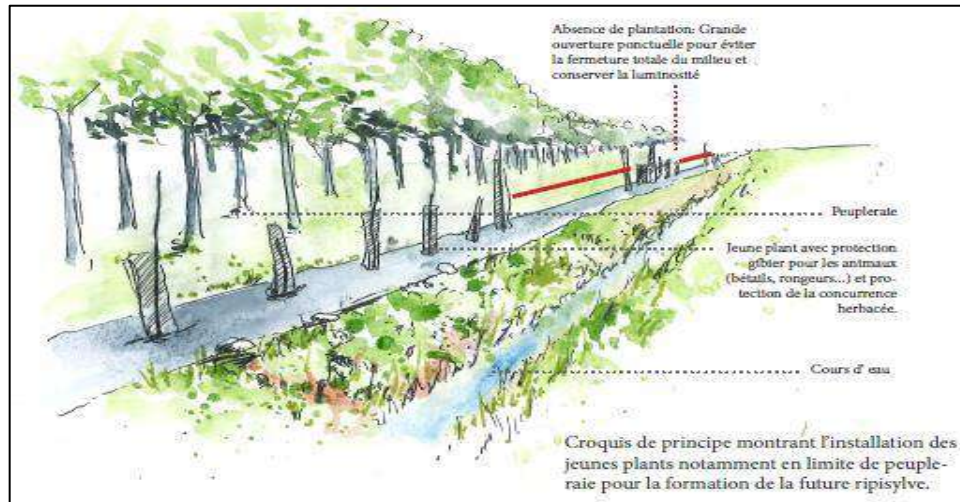 Absence de plantation: Grande
ouverture ponctuelle pour éviter
la fermeture totale du milieu et
conserver la luminosité
Peupleraie
Jeune plant avec protection
gibier pour les animaux
(bétails, rongeurs...) et pro-
tection de la concurrence
herbacée.
Cours d' eau
Croquis de principe montrant l'installation des
jeunes plants notamment en limite de peuple-
raie pour la formation de la future ripisylve.